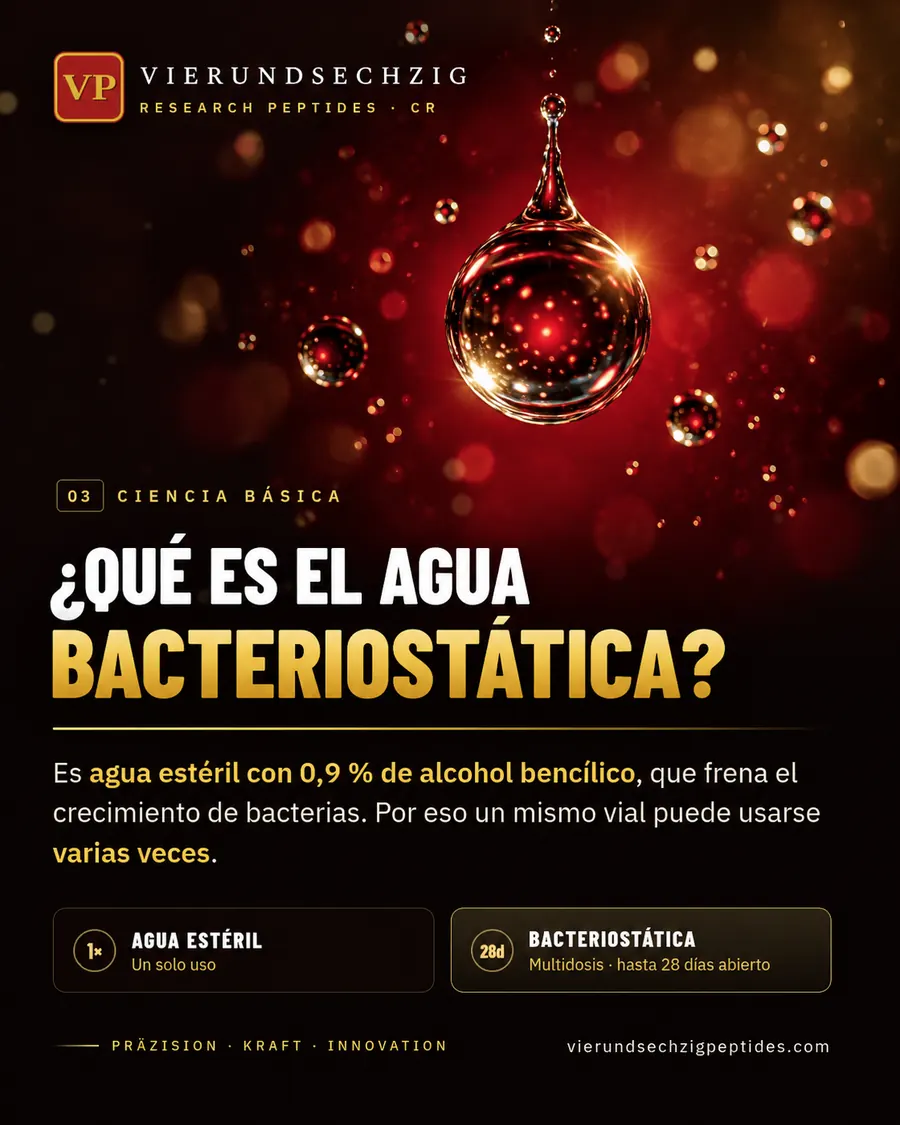 VP
VIERUNDSECHZIG
RESEARCH PEPTIDES · CR
03
CIENCIA BÁSICA
¿QUÉ ES EL AGUA
BACTERIOSTÁTICA?
Es agua estéril con 0,9 % de alcohol bencílico, que frena el
crecimiento de bacterias. Por eso un mismo vial puede usarse
varias veces.
1×
AGUA ESTÉRIL
Un solo uso
28d
BACTERIOSTÁTICA
Multidosis · hasta 28 días abierto
PRÄZISION · KRAFT · INNOVATION
vierundsechzigpeptides.com